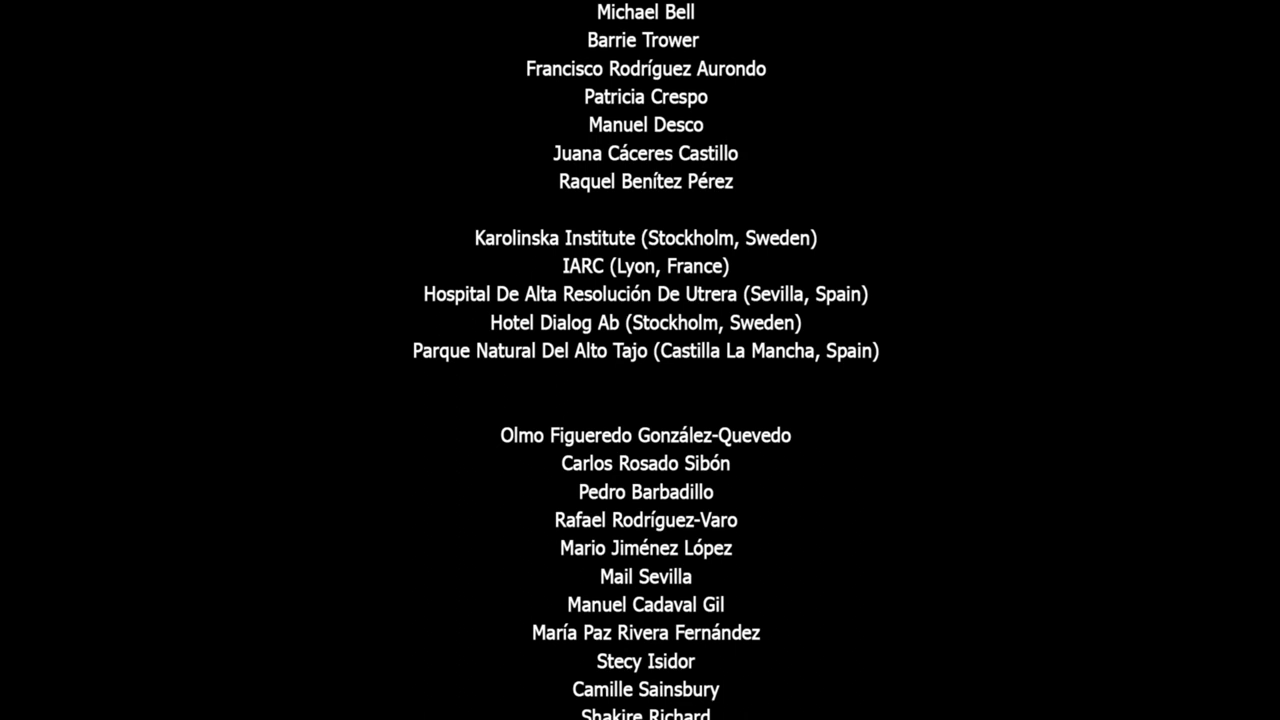 Michael Bell
Barrie Trower
Francisco Rodríguez Aurondo
Patricia Crespo
Manuel Desco
Juana Cáceres Castillo
Raquel Benítez Pérez
Karolinska Institute (Stockholm, Sweden)
IARC (Lyon, France)
Hospital De Alta Resolución De Utrera (Sevilla, Spain)
Hotel Dialog Ab (Stockholm, Sweden)
Parque Natural Del Alto Tajo (Castilla La Mancha, Spain)
Olmo Figueredo González-Quevedo
Carlos Rosado Sibón
Pedro Barbadillo
Rafael Rodríguez-Varo
Mario Jiménez López
Mail Sevilla
Manuel Cadaval Gil
María Paz Rivera Fernández
Stecy Isidor
Camille Sainsbury
Shakire Richard